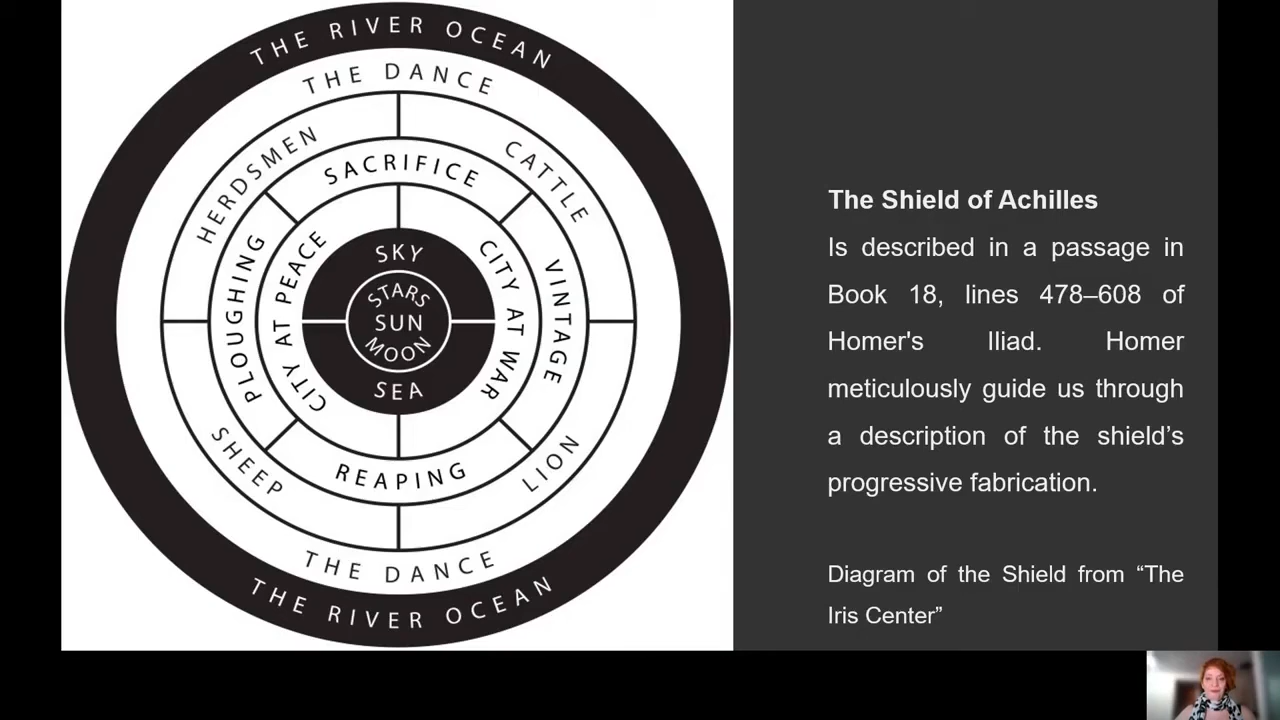 THE RIVER OCEAN
THE DANCE
HERDSMEN
CATTLE
SACRIFICE
PLOUGHING
CITY AT PEACE
SKY
STARS
SUN
MOON
SEA
CITY AT WAR
VINTAGE
SHEEP
REAPING
LION
THE DANCE
THE RIVER OCEAN
The Shield of Achilles
Is described in a passage in
Book 18, lines 478–608 of
Homer's Iliad. Homer
meticulously guide us through
a description of the shield’s
progressive fabrication.
Diagram of the Shield from “The
Iris Center”